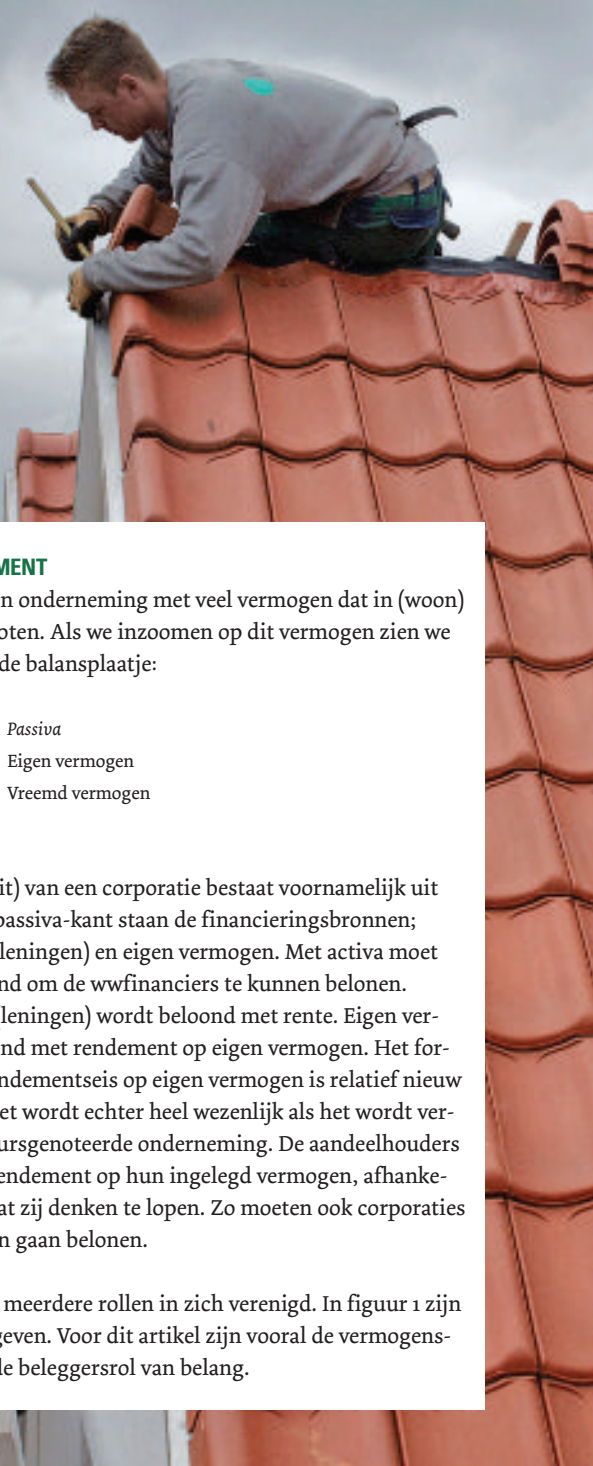 MENT
n onderneming met veel vermogen dat in (woon)
oten. Als we inzoomen op dit vermogen zien we
de balansplaatje:
Passiva
Eigen vermogen
Vreemd vermogen
it) van een corporatie bestaat voornamelijk uit
passiva-kant staan de financieringsbronnen;
leningen) en eigen vermogen. Met activa moet
nd om de wwfinanciers te kunnen belonen.
leningen) wordt beloond met rente. Eigen ver-
nd met rendement op eigen vermogen. Het for-
ndementseis op eigen vermogen is relatief nieuw
et wordt echter heel wezenlijk als het wordt ver-
ursgenoteerde onderneming. De aandeelhouders
endement op hun ingelegd vermogen, afhanke-
at zij denken te lopen. Zo moeten ook corporaties
n gaan belonen.
meerdere rollen in zich verenigd. In figuur 1 zijn
geven. Voor dit artikel zijn vooral de vermogens-
de beleggersrol van belang.